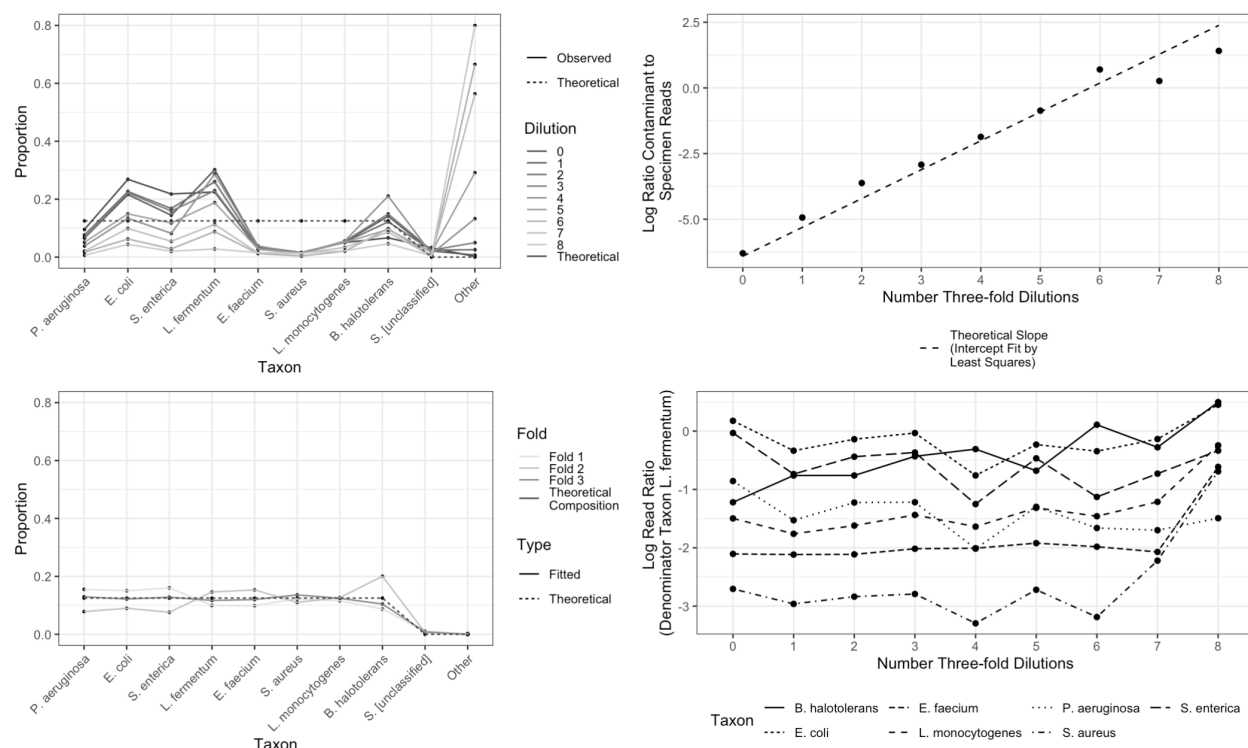 0.8
0.6
0.4
0.2
0.0
Proportion
P. aeruginosa
E. coli
S. enterica
L. fermentum
E. faecium
S. aureus
L. monocytogenes
B. halotolerans
S. [unclassified]
Other
Taxon
Observed
Theoretical
Dilution
0
1
2
3
4
5
6
7
8
Theoretical
2.5
0.0
-2.5
-5.0
Log Ratio Contaminant to
Specimen Reads
0 1 2 3 4 5 6 7 8
Number Three-fold Dilutions
Theoretical Slope
(Intercept Fit by
Least Squares)
0.8
0.6
0.4
0.2
0.0
Proportion
P. aeruginosa
E. coli
S. enterica
L. fermentum
E. faecium
S. aureus
L. monocytogenes
B. halotolerans
S. [unclassified]
Other
Taxon
Fold
Fold 1
Fold 2
Fold 3
Theoretical
Composition
Type
Fitted
Theoretical
0
-1
-2
-3
Log Read Ratio
(Denominator Taxon L. fermentum)
0 1 2 3 4 5 6 7 8
Number Three-fold Dilutions
Taxon
B. halotolerans E. faecium P. aeruginosa S. enterica
E. coli L. monocytogenes S. aureus